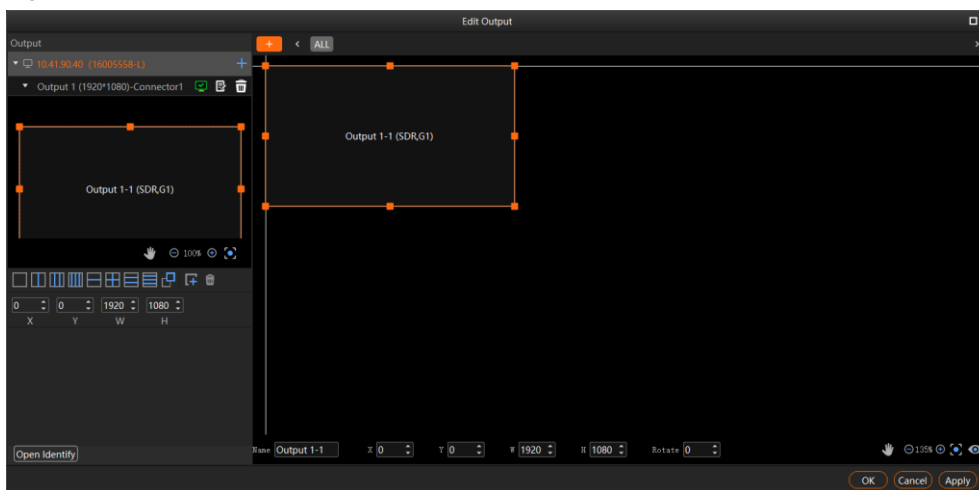 Edit Output
Output
+ < ALL >
10.41.90.40 (16005558-L) +
Output 1 (1920*1080)-Connector1
Output 1-1 (SDR,G1)
Output 1-1 (SDR,G1)
100%
0 0 1920 1080
X Y W H
Open Identify
Name Output 1-1 X 0 Y 0 W 1920 H 1080 Rotate 0 135%
OK Cancel Apply